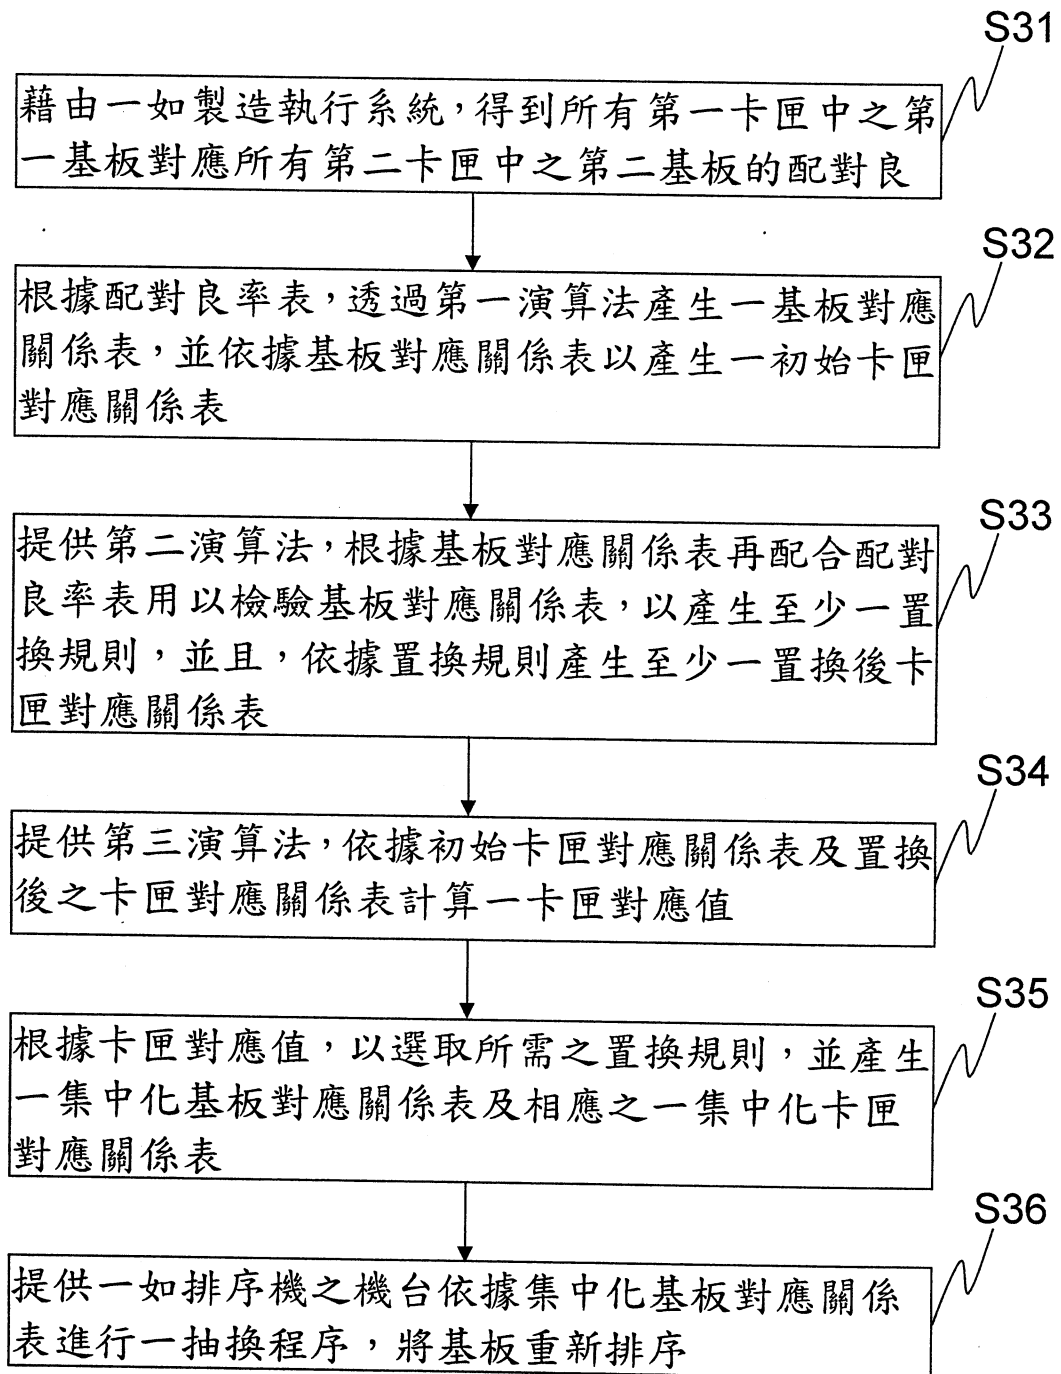 S31
藉由一如製造執行系統，得到所有第一卡匣中之第
一基板對應所有第二卡匣中之第二基板的配對良
S32
根據配對良率表，透過第一演算法產生一基板對應
關係表，並依據基板對應關係表以產生一初始卡匣
對應關係表
S33
提供第二演算法，根據基板對應關係表再配合配對
良率表用以檢驗基板對應關係表，以產生至少一置
換規則，並且，依據置換規則產生至少一置換後卡
匣對應關係表
S34
提供第三演算法，依據初始卡匣對應關係表及置換
後之卡匣對應關係表計算一卡匣對應值
S35
根據卡匣對應值，以選取所需之置換規則，並產生
一集中化基板對應關係表及相應之一集中化卡匣
對應關係表
S36
提供一如排序機之機台依據集中化基板對應關係
表進行一抽換程序，將基板重新排序